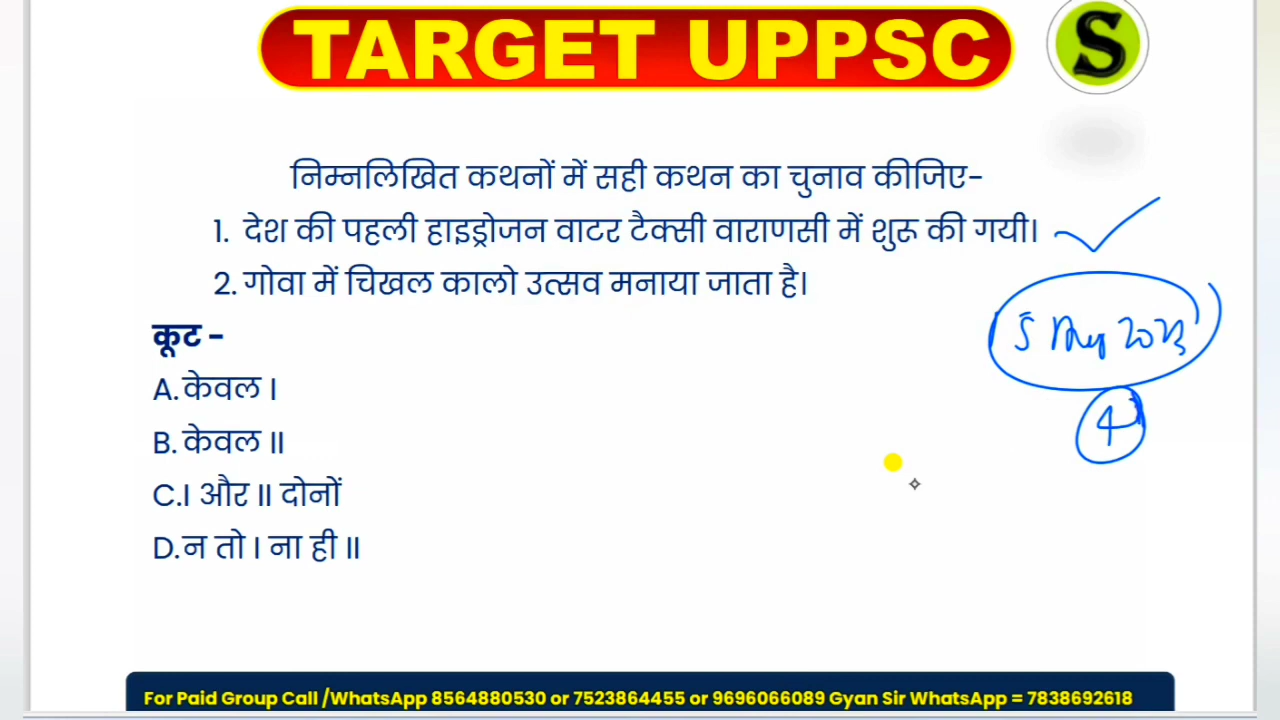 TARGET UPPSC
S
निम्नलिखित कथनों में सही कथन का चुनाव कीजिए-
1. देश की पहली हाइड्रोजन वाटर टैक्सी वाराणसी में शुरू की गयी।
2. गोवा में चिखल कालो उत्सव मनाया जाता है।
कूट -
A. केवल I
B. केवल II
C.I और II दोनों
D.न तो I ना ही II
5
4
For Paid Group Call /WhatsApp 8564880530 or 7523864455 or 9696066089 Gyan Sir WhatsApp = 7838692618